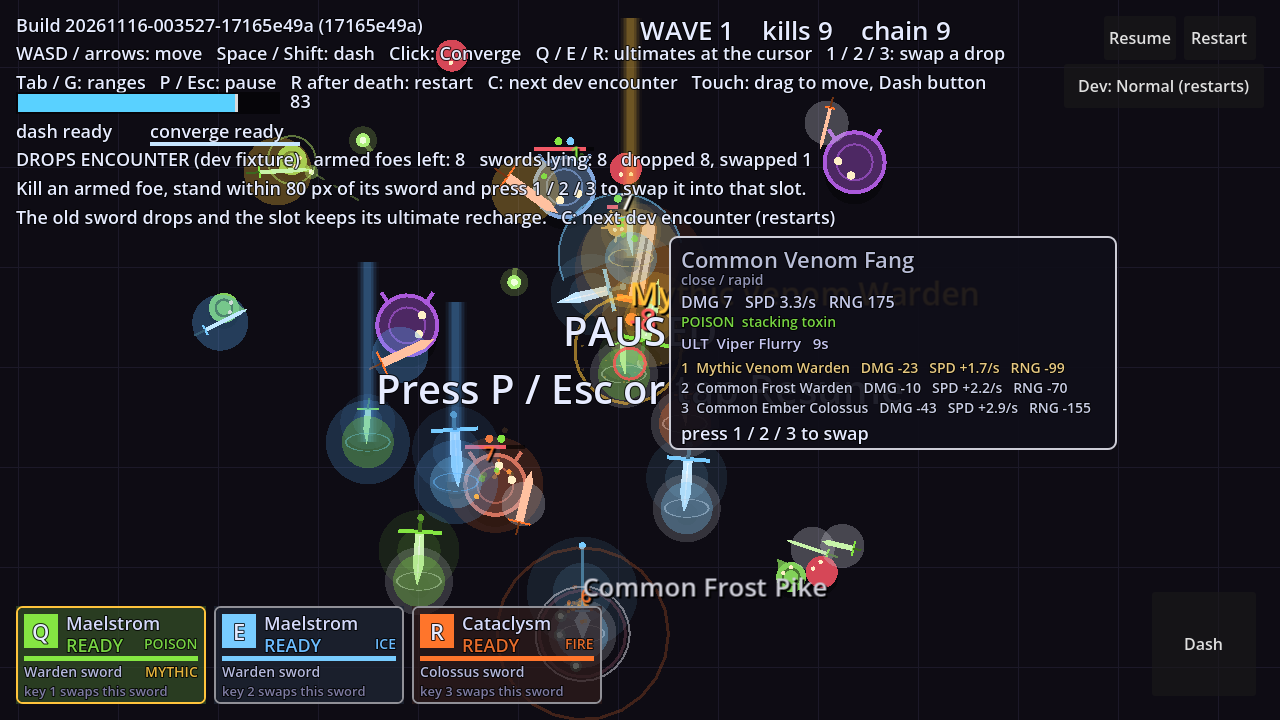 Build 20261116-003527-17165e49a (17165e49a)
WAVE 1 kills 9 chain 9
Resume
Restart
WASD / arrows: move Space / Shift: dash Click: Converge Q / E / R: ultimates at the cursor 1 / 2 / 3: swap a drop
Tab / G: ranges P / Esc: pause R after death: restart C: next dev encounter Touch: drag to move, Dash button
Dev: Normal (restarts)
83
dash ready converge ready
DROPS ENCOUNTER (dev fixture) armed foes left: 8 swords lying: 8 dropped 8, swapped 1
Kill an armed foe, stand within 80 px of its sword and press 1 / 2 / 3 to swap it into that slot.
The old sword drops and the slot keeps its ultimate recharge. C: next dev encounter (restarts)
Common Venom Fang
close / rapid
DMG 7 SPD 3.3/s RNG 175
POISON stacking toxin
ULT Viper Flurry 9s
1 Mythic Venom Warden DMG -23 SPD +1.7/s RNG -99
2 Common Frost Warden DMG -10 SPD +2.2/s RNG -70
3 Common Ember Colossus DMG -43 SPD +2.9/s RNG -155
press 1 / 2 / 3 to swap
Mythic Venom Warden
PAUS
Press P / Esc or
Common Frost Pike
Q Maelstrom
READY POISON
Warden sword MYTHIC
key 1 swaps this sword
E Maelstrom
READY ICE
Warden sword
key 2 swaps this sword
R Cataclysm
READY FIRE
Colossus sword
key 3 swaps this sword
Dash